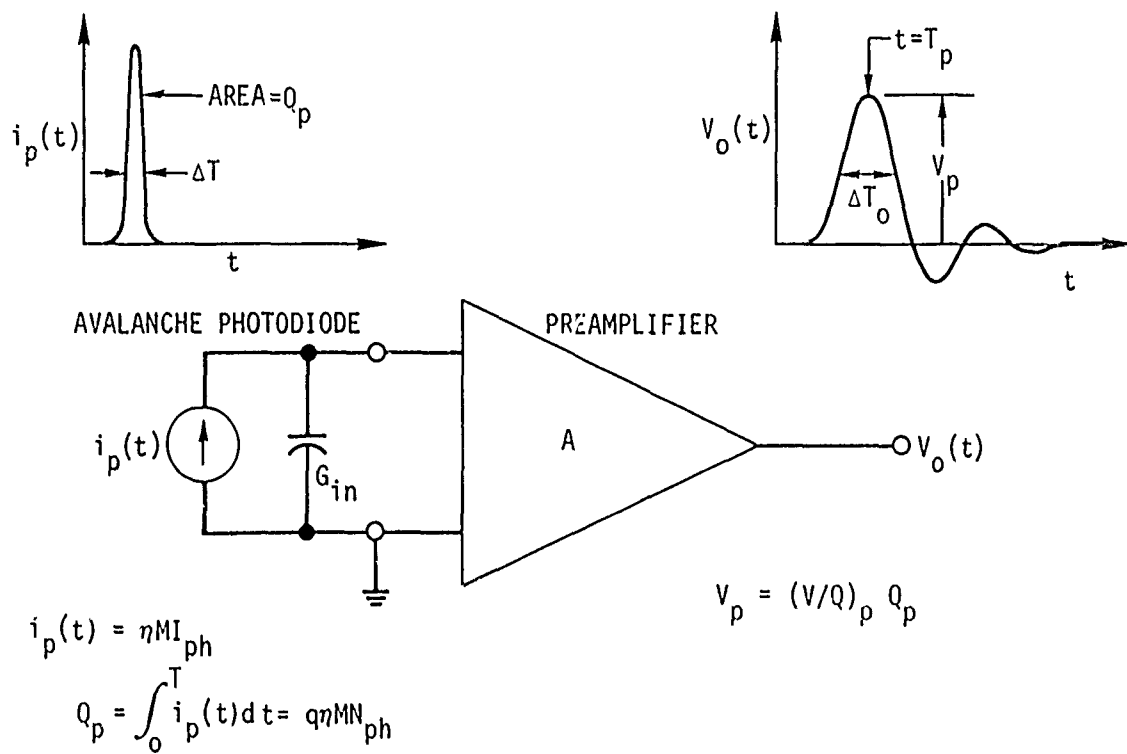 i_p(t)
AREA=Q_p
ΔT
t
V_o(t)
t=T_p
V_p
ΔT_o
t
AVALANCHE PHOTODIODE
PREAMPLIFIER
i_p(t)
G_in
A
V_o(t)
V_p = (V/Q)_p Q_p
i_p(t) = ηMI_ph
Q_p = ∫_o^T i_p(t)dt= qηMN_ph